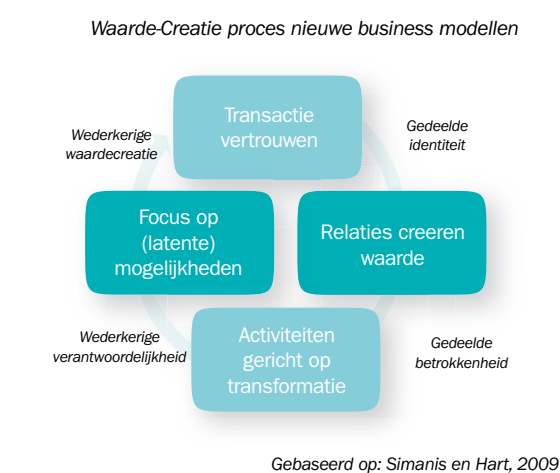 Waarde-Creatie proces nieuwe business modellen
Transactie
vertrouwen
Wederkerige
waardecreatie
Gedeelde
identiteit
Focus op
(latente)
mogelijkheden
Relaties creeren
waarde
Wederkerige
verantwoordelijkheid
Activiteiten
gericht op
transformatie
Gedeelde
betrokkenheid
Gebaseerd op: Simanis en Hart, 2009